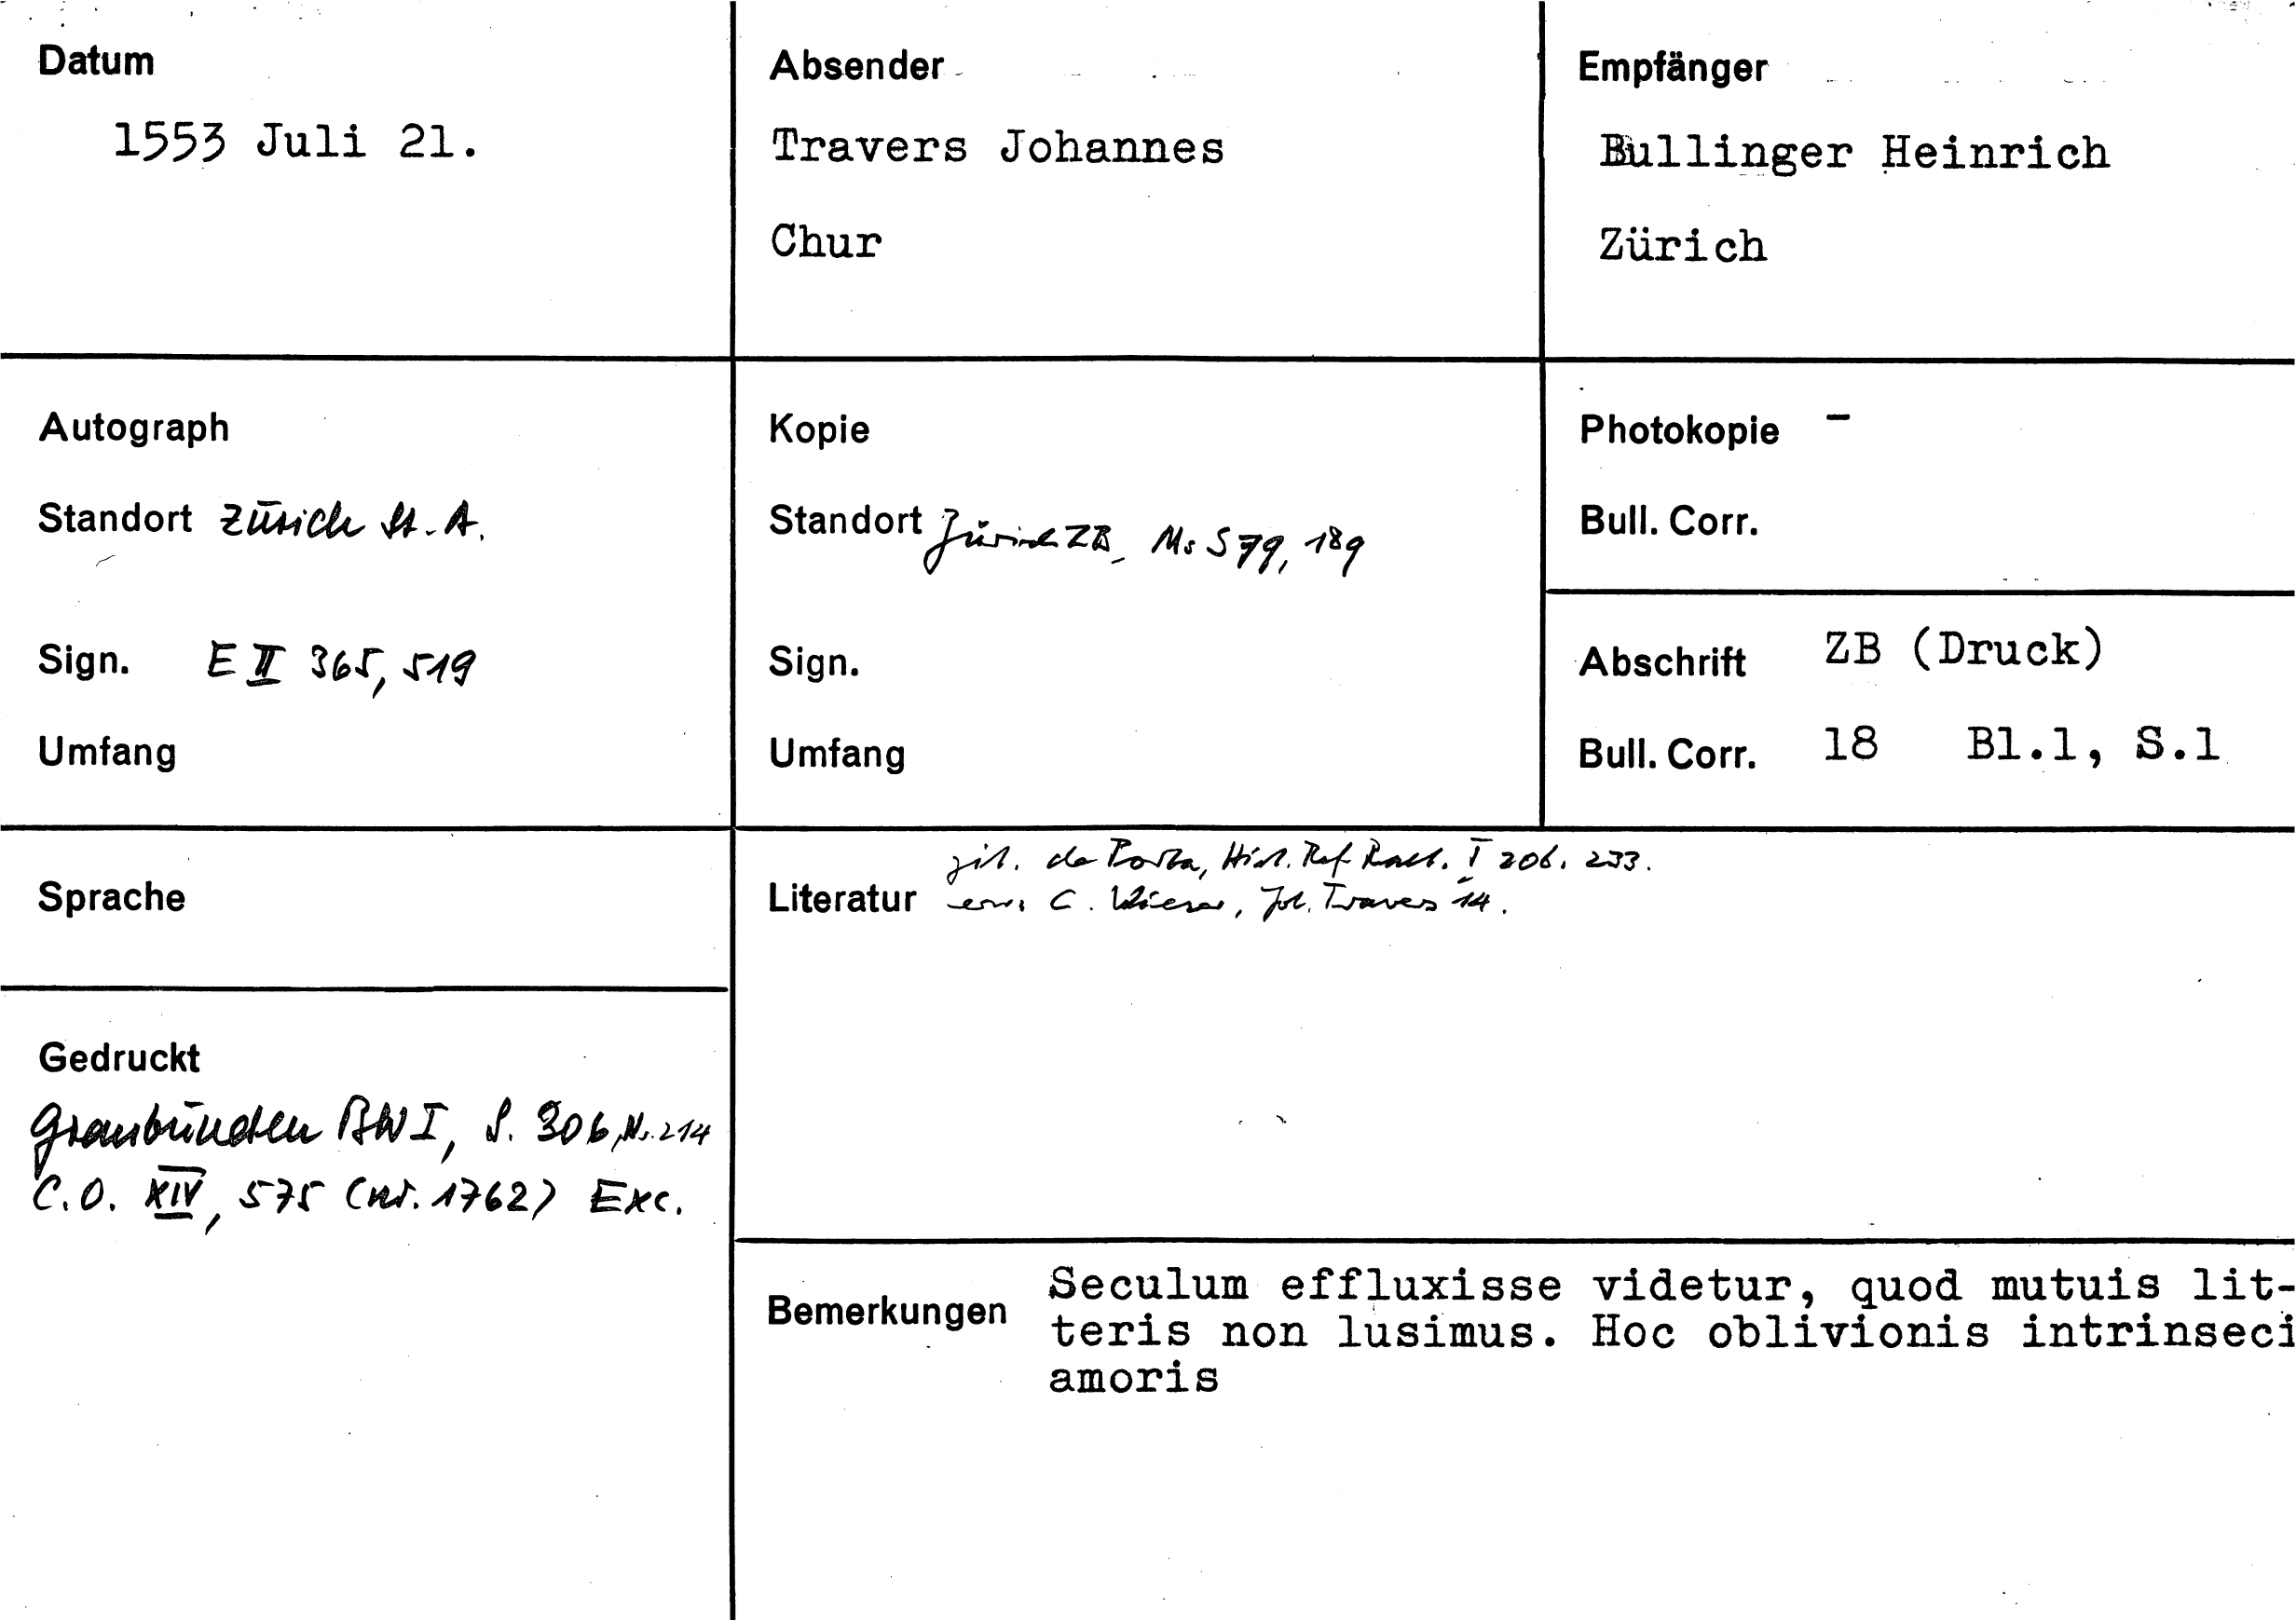 Datum
1553 Juli 21.
Absender
Travers Johannes
Chur
Empfänger
Bullinger Heinrich
Zürich
Autograph
Standort Zürich St. A.
Sign. E II 365, 519
Umfang
Kopie
Standort Zürich ZB Ms S 79, 189
Sign.
Umfang
Photokopie -
Bull. Corr.
Abschrift ZB (Druck)
Bull. Corr. 18 Bl.1, S.1
Sprache
Gedruckt
Graubünden BW I, S. 306, Nr. 214
C.O. XIV, 575 (nr. 1762) Exc.
zit. de Porta, Hist. Ref. Raet. I 206. 233.
Literatur C. Joh. Travers 14.
Bemerkungen Seculum effluxisse videtur, quod mutuis lit-
teris non lusimus. Hoc oblivionis intrinseci
amoris